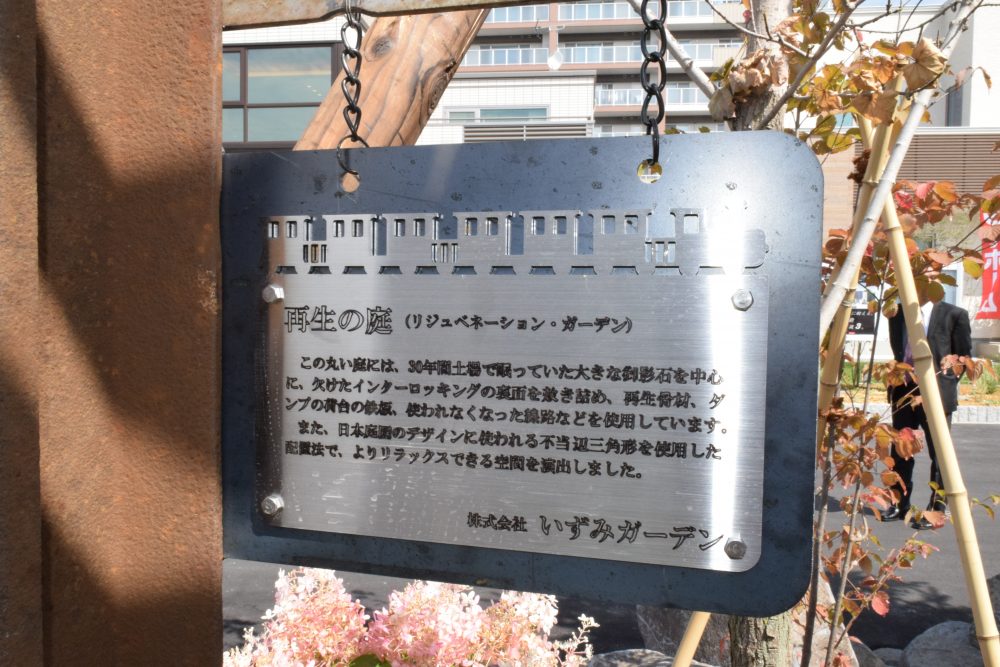 再生の庭 (リジュベネーション・ガーデン)
この丸い庭には、30年間土場で眠っていた大きな御影石を中心
に、欠けたインターロッキングの裏面を敷き詰め、再生骨材、ダ
ンプの荷台の鉄板、使われなくなった線路などを使用しています。
また、日本庭園のデザインに使われる不当辺三角形を使用した
配置法で、よりリラックスできる空間を演出しました。
株式会社 いずみガーデン